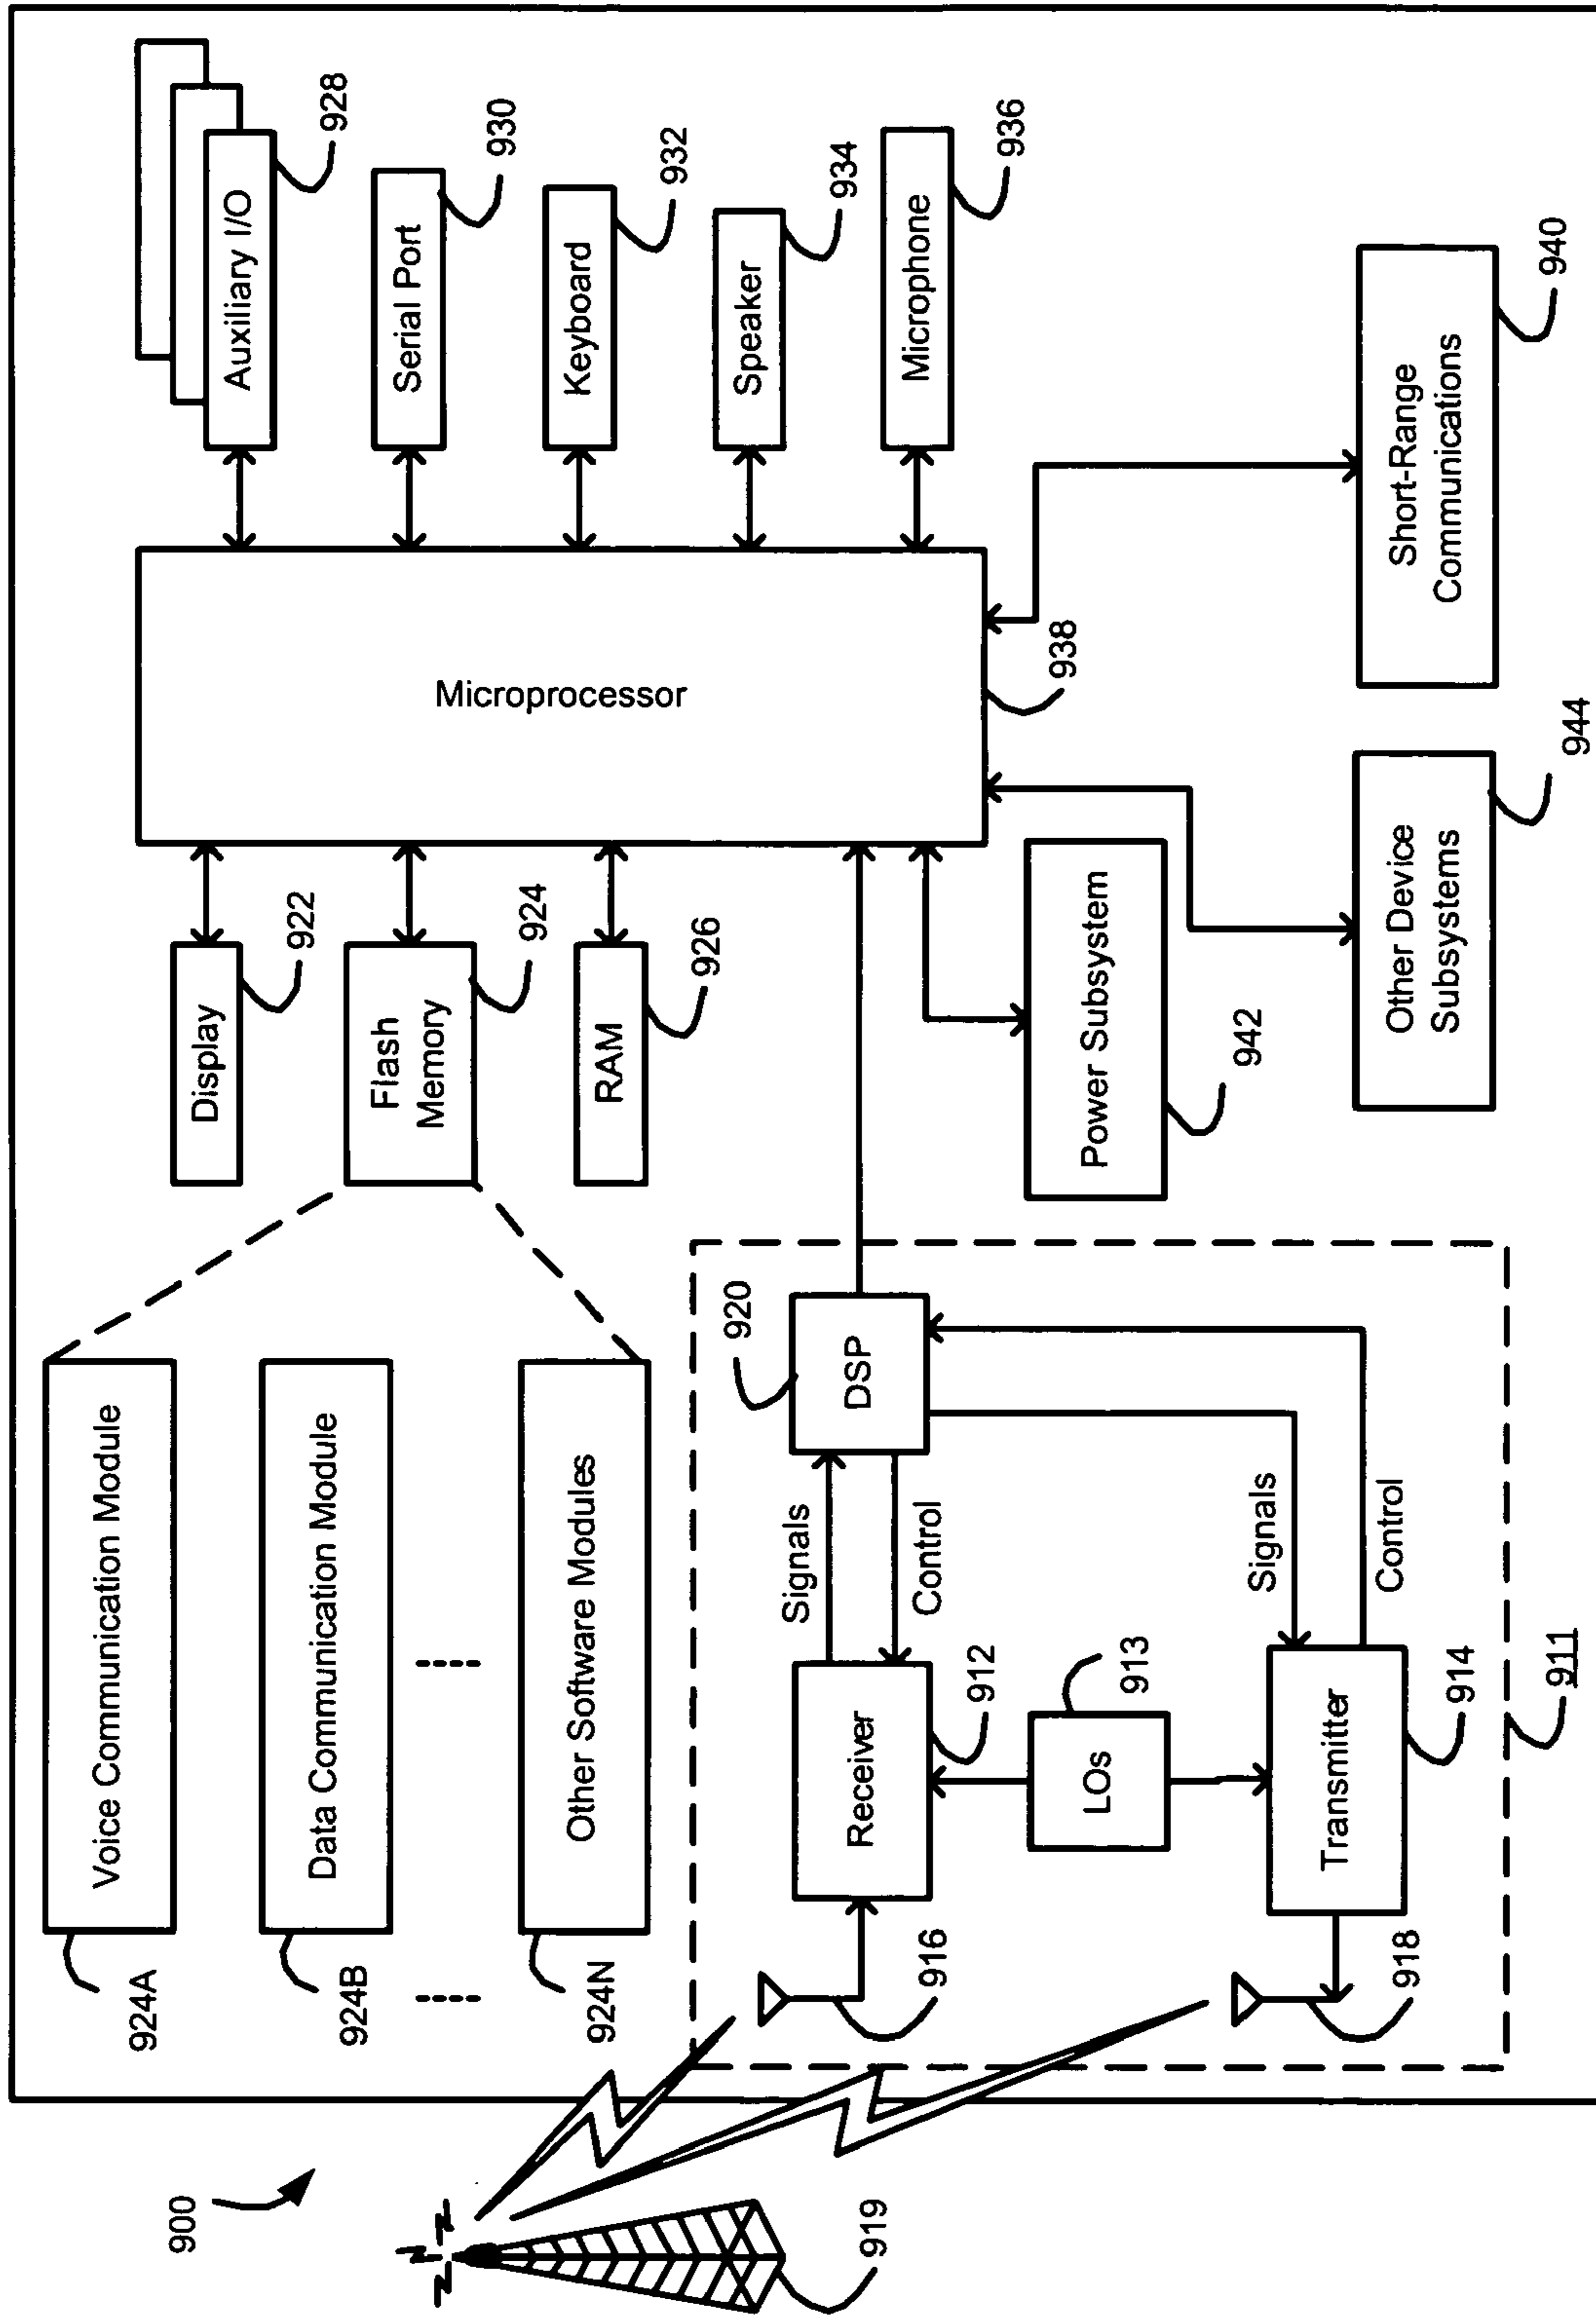 900
919
924A
Voice Communication Module
924B
Data Communication Module
924N
Other Software Modules
Display
922
Flash
Memory
924
RAM
926
Microprocessor
938
Auxiliary I/O
928
Serial Port
930
Keyboard
932
Speaker
934
Microphone
936
Short-Range
Communications
940
Other Device
Subsystems
944
Power Subsystem
942
920
DSP
Signals
Control
Receiver
912
916
LOs
913
Signals
Control
Transmitter
914
918
911